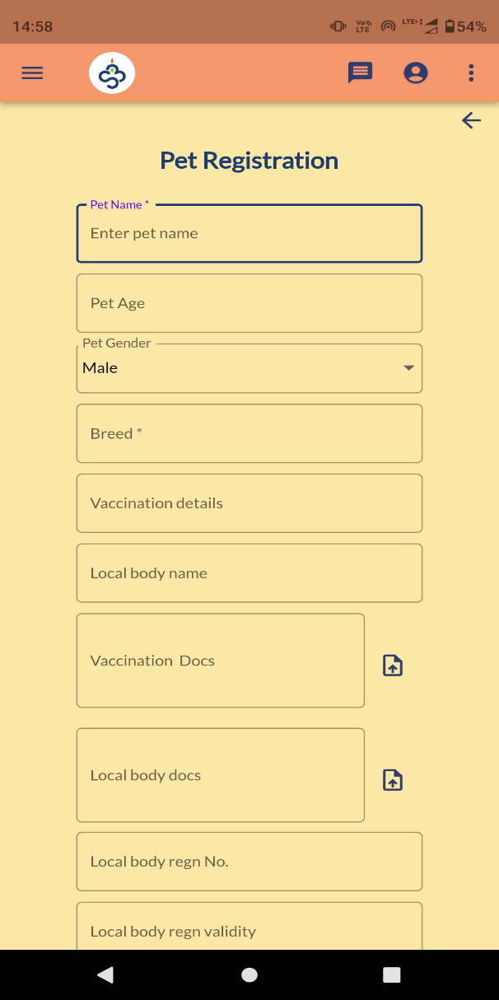 14:58
Vo LTE LTE+ 54%
Pet Registration
Pet Name *
Enter pet name
Pet Age
Pet Gender
Male
Breed *
Vaccination details
Local body name
Vaccination Docs
Local body docs
Local body regn No.
Local body regn validity